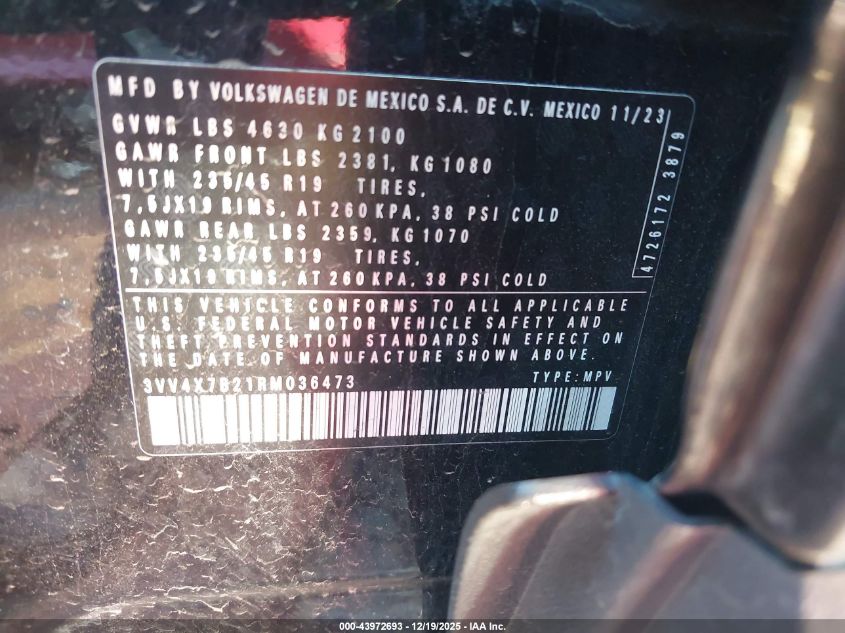 MFD BY VOLKSWAGEN DE MEXICO S.A. DE C.V. MEXICO 11/23
GVWR LBS 4630 KG 2100
GAWR FRONT LBS 2381, KG 1080
WITH 235/45 R19 TIRES,
7,5JX19 RIMS, AT 260 KPA, 38 PSI COLD
GAWR REAR LBS 2359, KG 1070
WITH 235/45 R19 TIRES,
7,5JX19 RIMS, AT 260 KPA, 38 PSI COLD
4726172 3879
THIS VEHICLE CONFORMS TO ALL APPLICABLE
U.S. FEDERAL MOTOR VEHICLE SAFETY AND
THEFT PREVENTION STANDARDS IN EFFECT ON
THE DATE OF MANUFACTURE SHOWN ABOVE.
3VV4X7B21RM036473 TYPE: MPV
000-43972693 - 12/19/2025 - IAA Inc.